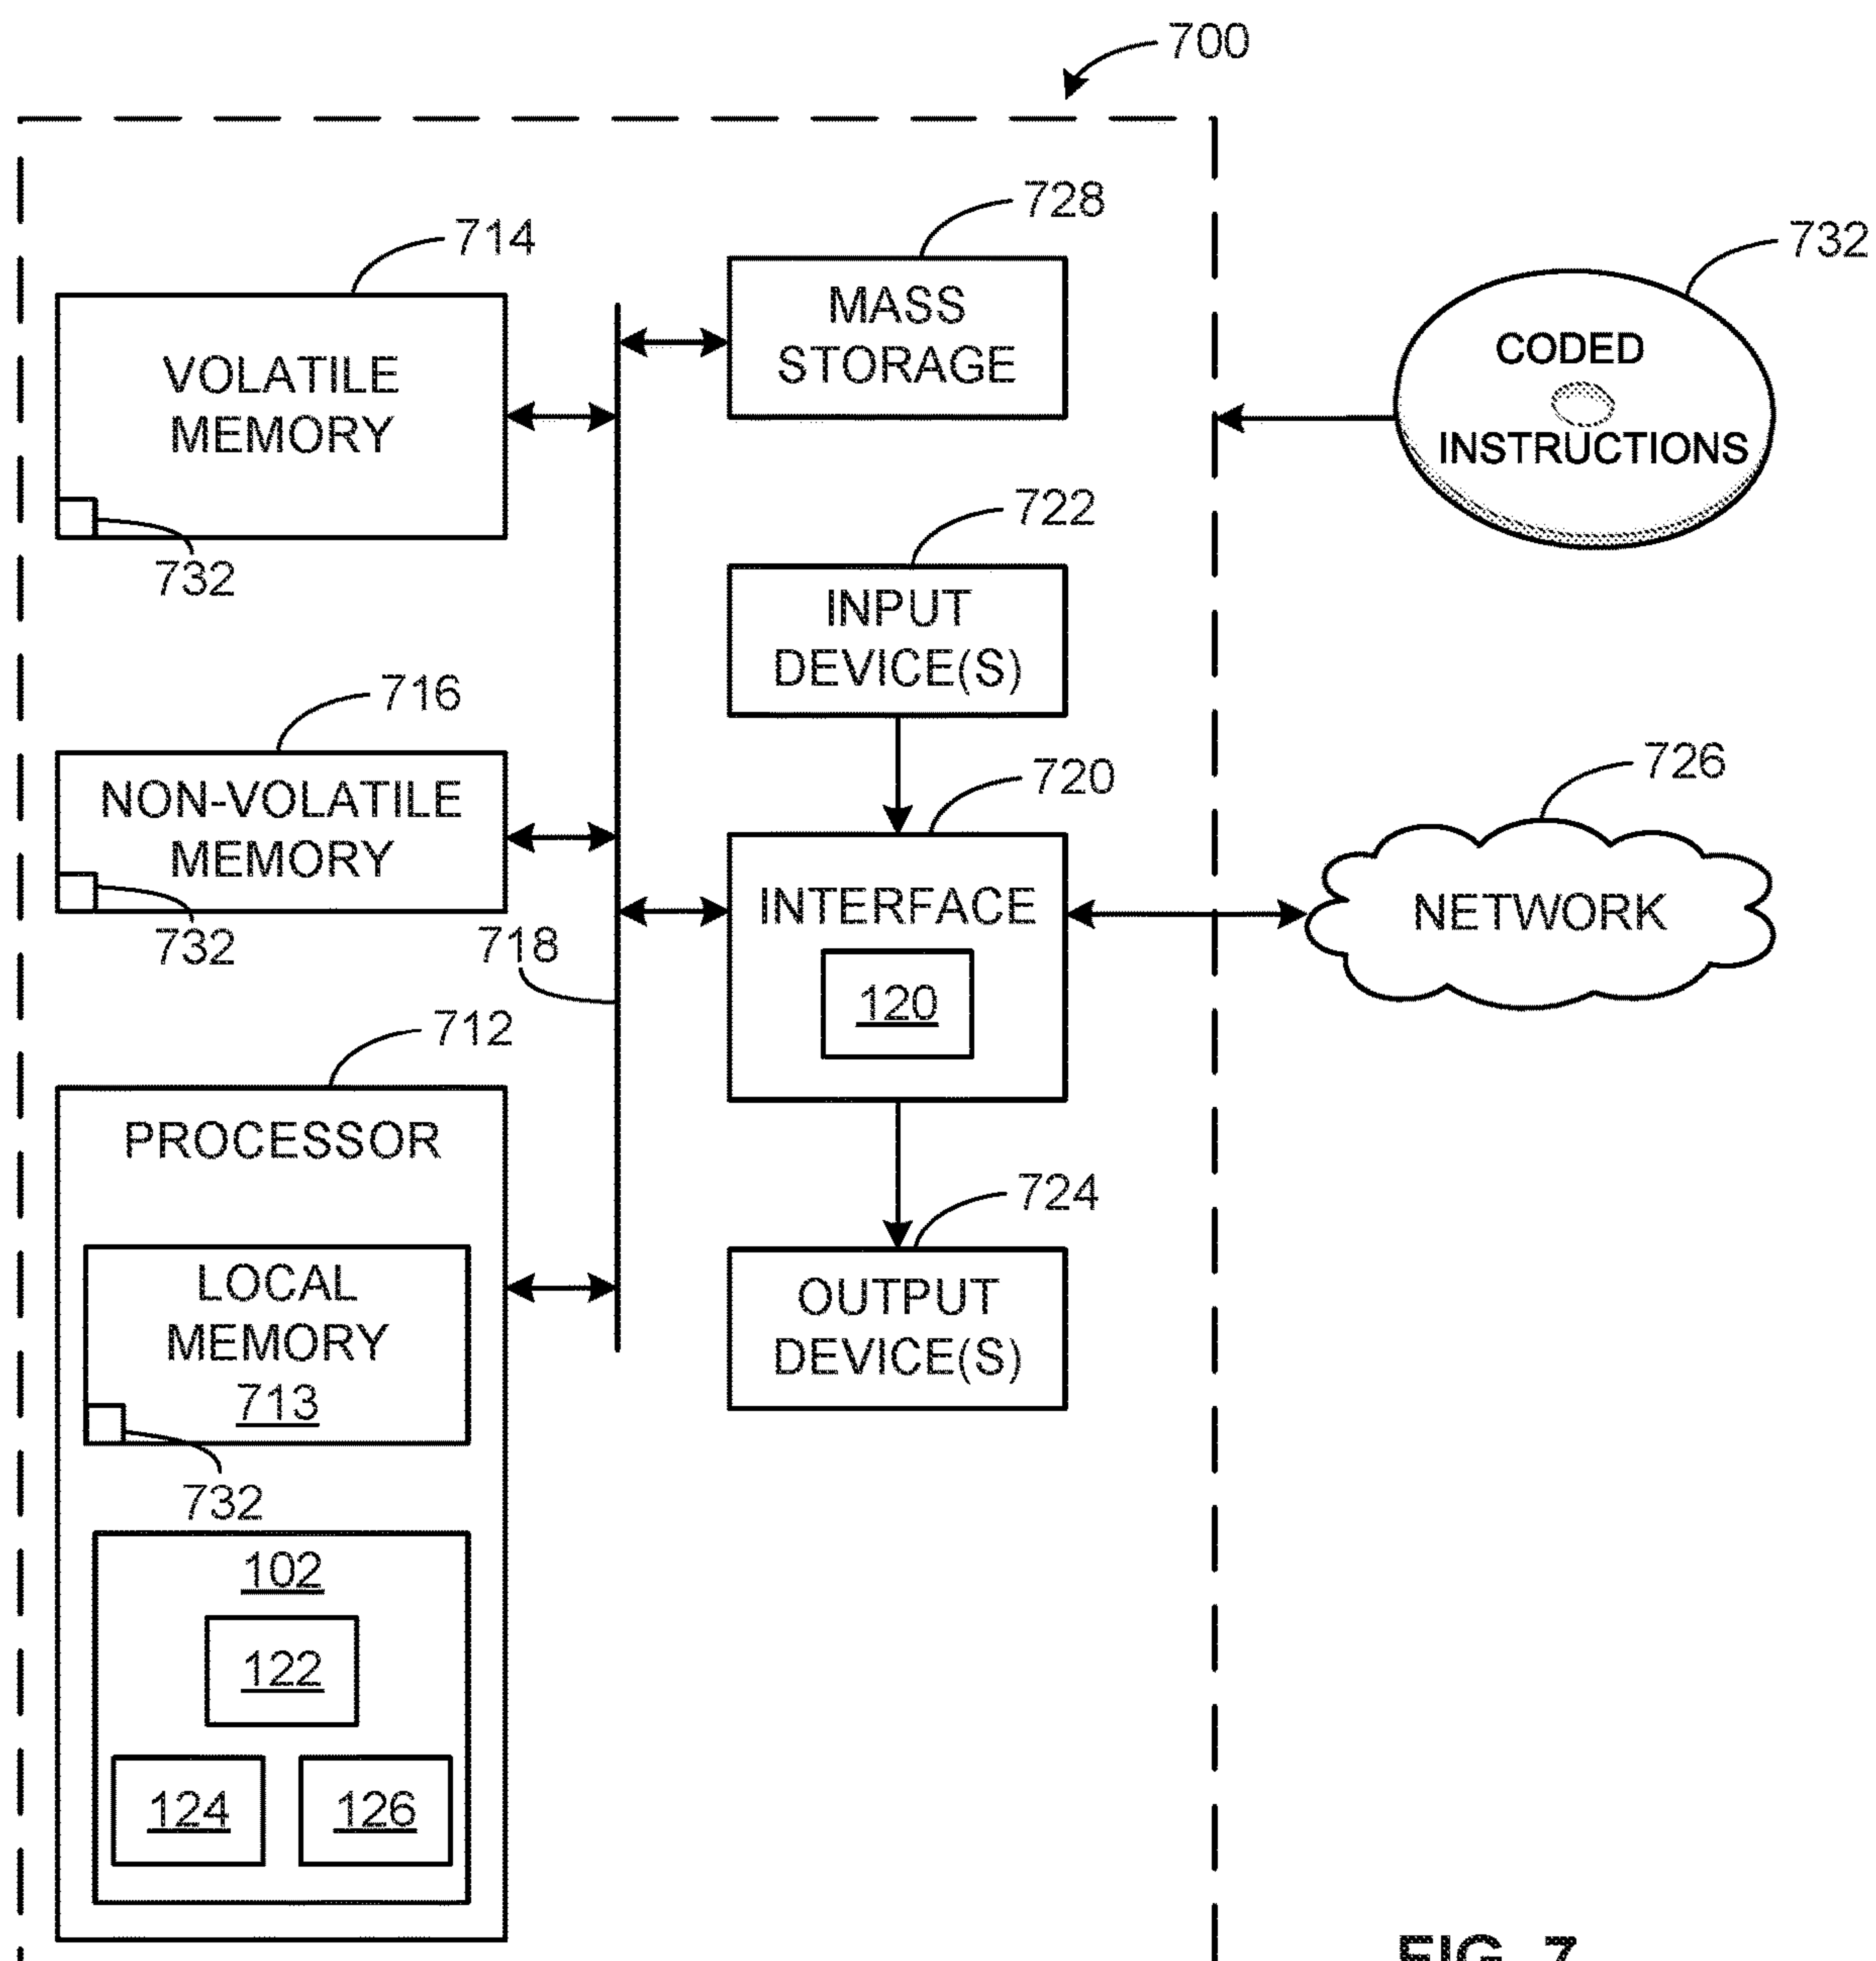 700
728
714
732
MASS
STORAGE
VOLATILE
MEMORY
CODED
INSTRUCTIONS
722
732
INPUT
DEVICE(S)
716
720
726
NON-VOLATILE
MEMORY
INTERFACE
NETWORK
732
718
120
712
PROCESSOR
724
LOCAL
MEMORY
713
OUTPUT
DEVICE(S)
732
102
122
124
126
FIG. 7